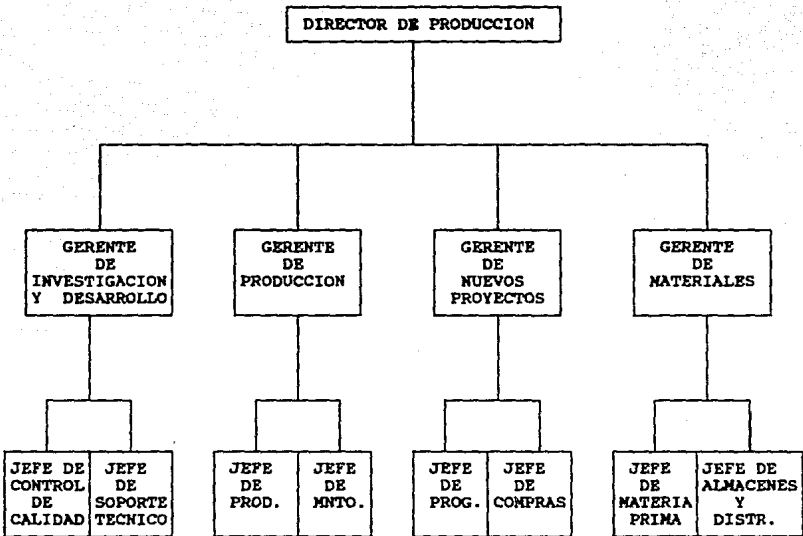 DIRECTOR DE PRODUCCION
GERENTE
DE
INVESTIGACION
Y DESARROLLO
GERENTE
DE
PRODUCCION
GERENTE
DE
NUEVOS
PROYECTOS
GERENTE
DE
MATERIALES
JEFE DE
CONTROL
DE
CALIDAD
JEFE
DE
SOPORTE
TECNICO
JEFE
DE
PROD.
JEFE
DE
MNTO.
JEFE
DE
PROG.
JEFE
DE
COMPRAS
JEFE
DE
MATERIA
PRIMA
JEFE DE
ALMACENES
Y
DISTR.